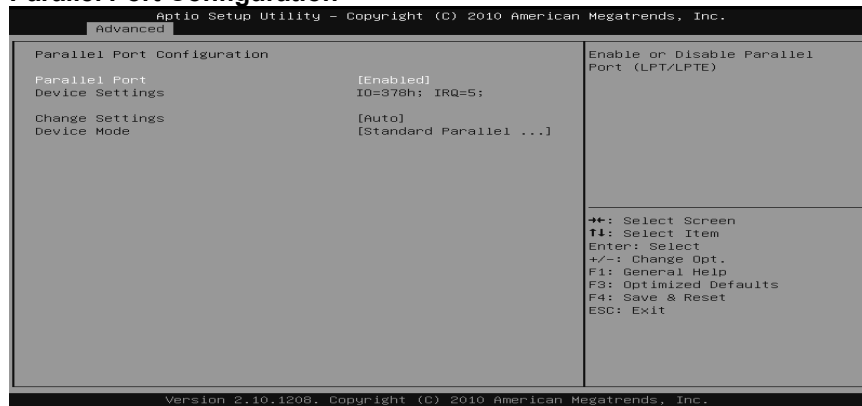 Parallel Port Configuration
Aptio Setup Utility – Copyright (C) 2010 American Megatrends, Inc.
Advanced
Parallel Port Configuration
Parallel Port [Enabled]
Device Settings IO=378h; IRQ=5;
Change Settings [Auto]
Device Mode [Standard Parallel ...]
Enable or Disable Parallel
Port (LPT/LPTE)
→←: Select Screen
↑↓: Select Item
Enter: Select
+/-: Change Opt.
F1: General Help
F3: Optimized Defaults
F4: Save & Reset
ESC: Exit
Version 2.10.1208. Copyright (C) 2010 American Megatrends, Inc.